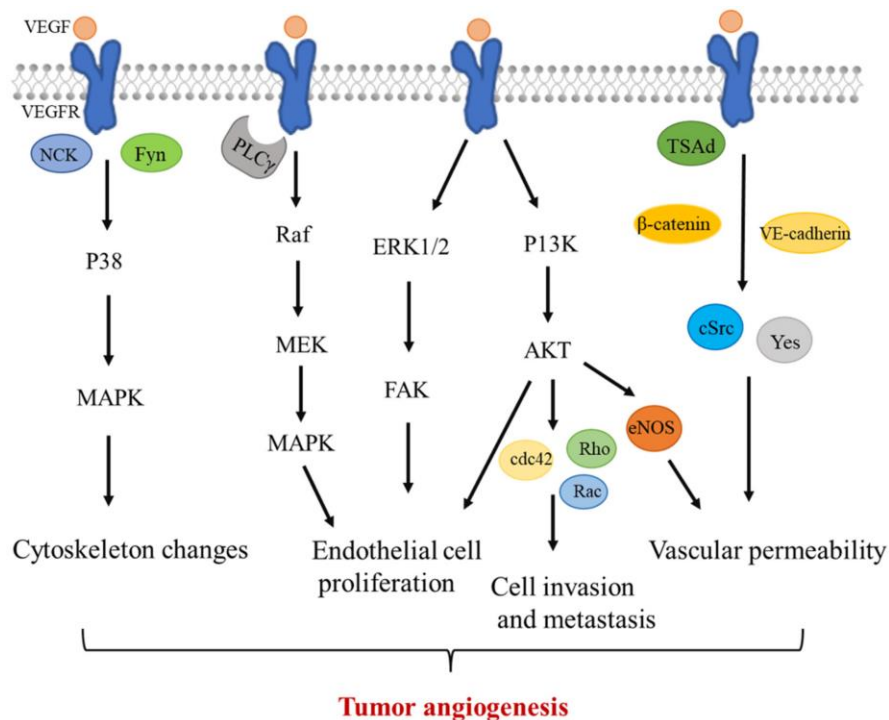 VEGF
VEGFR
NCK
Fyn
PLCγ
TSAd
β-catenin
VE-cadherin
P38
Raf
ERK1/2
P13K
cSrc
Yes
MEK
AKT
MAPK
FAK
MAPK
cdc42
Rho
eNOS
Rac
Cytoskeleton changes
Endothelial cell
proliferation
Cell invasion
and metastasis
Vascular permeability
Tumor angiogenesis